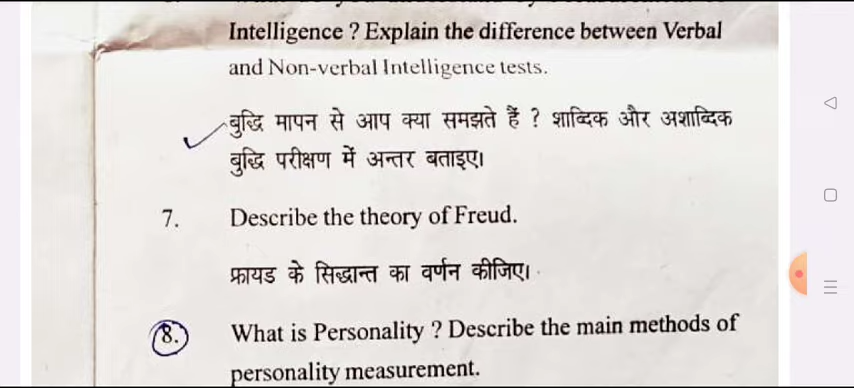 Intelligence ? Explain the difference between Verbal
and Non-verbal Intelligence tests.
बुद्धि मापन से आप क्या समझते हैं ? शाब्दिक और अशाब्दिक
बुद्धि परीक्षण में अन्तर बताइए।
7. Describe the theory of Freud.
फ्रायड के सिद्धान्त का वर्णन कीजिए।
8. What is Personality ? Describe the main methods of
personality measurement.